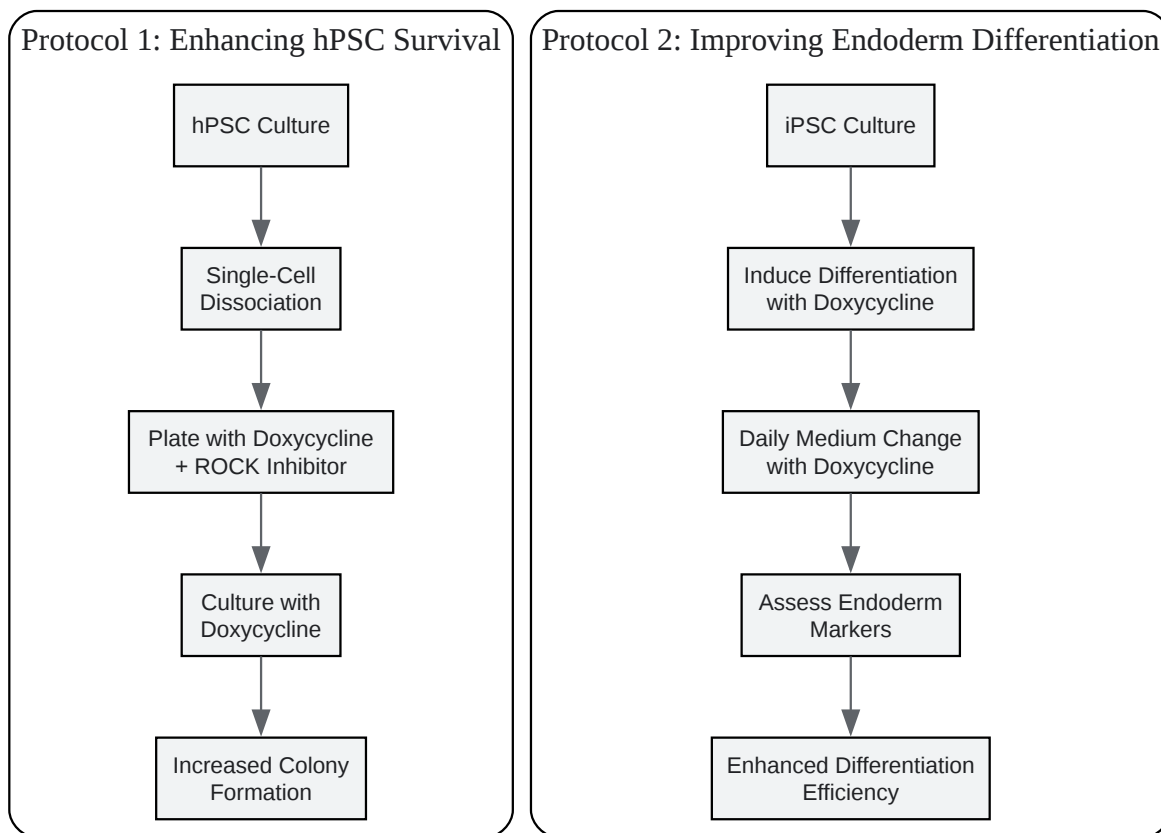 Protocol 1: Enhancing hPSC Survival
hPSC Culture
Single-Cell
Dissociation
Plate with Doxycycline
+ ROCK Inhibitor
Culture with
Doxycycline
Increased Colony
Formation
Protocol 2: Improving Endoderm Differentiation
iPSC Culture
Induce Differentiation
with Doxycycline
Daily Medium Change
with Doxycycline
Assess Endoderm
Markers
Enhanced Differentiation
Efficiency